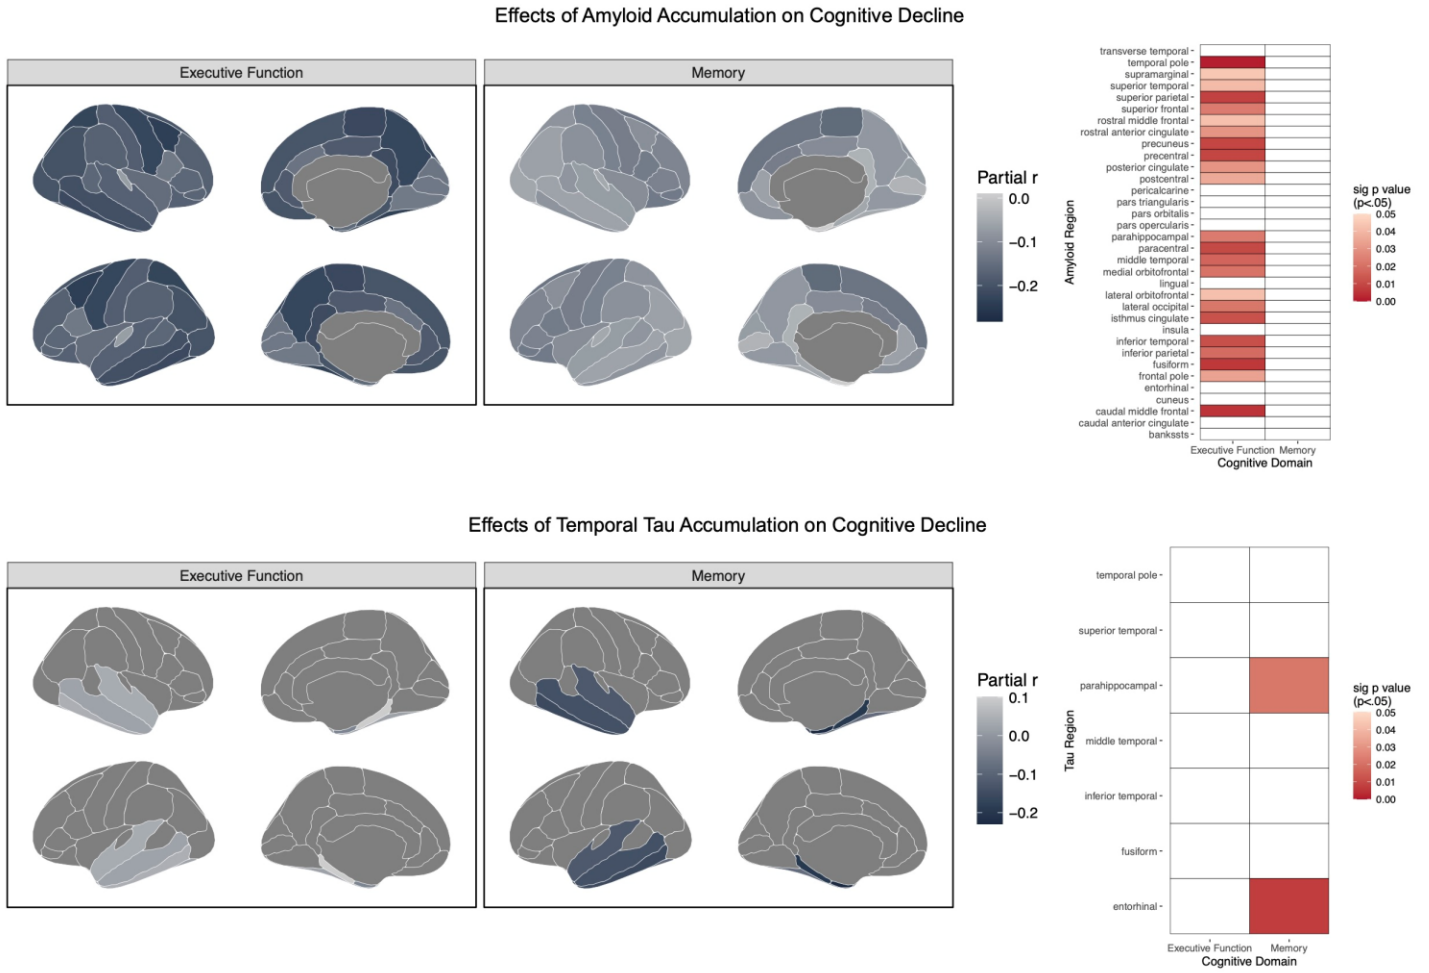 Effects of Amyloid Accumulation on Cognitive Decline
Executive Function
Memory
Partial r
0.0
−0.1
−0.2
Amyloid Region
transverse temporal
temporal pole
supramarginal
superior temporal
superior parietal
superior frontal
rostral middle frontal
rostral anterior cingulate
precuneus
precentral
posterior cingulate
postcentral
pericalcarine
pars triangularis
pars orbitalis
pars opercularis
parahippocampal
paracentral
middle temporal
medial orbitofrontal
lingual
lateral orbitofrontal
lateral occipital
isthmus cingulate
insula
inferior temporal
inferior parietal
fusiform
frontal pole
entorhinal
cuneus
caudal middle frontal
caudal anterior cingulate
bankssts
Executive Function Memory
Cognitive Domain
sig p value
(p<.05)
0.05
0.04
0.03
0.02
0.01
0.00
Effects of Temporal Tau Accumulation on Cognitive Decline
Executive Function
Memory
Partial r
0.1
0.0
−0.1
−0.2
Tau Region
temporal pole
superior temporal
parahippocampal
middle temporal
inferior temporal
fusiform
entorhinal
Executive Function Memory
Cognitive Domain
sig p value
(p<.05)
0.05
0.04
0.03
0.02
0.01
0.00